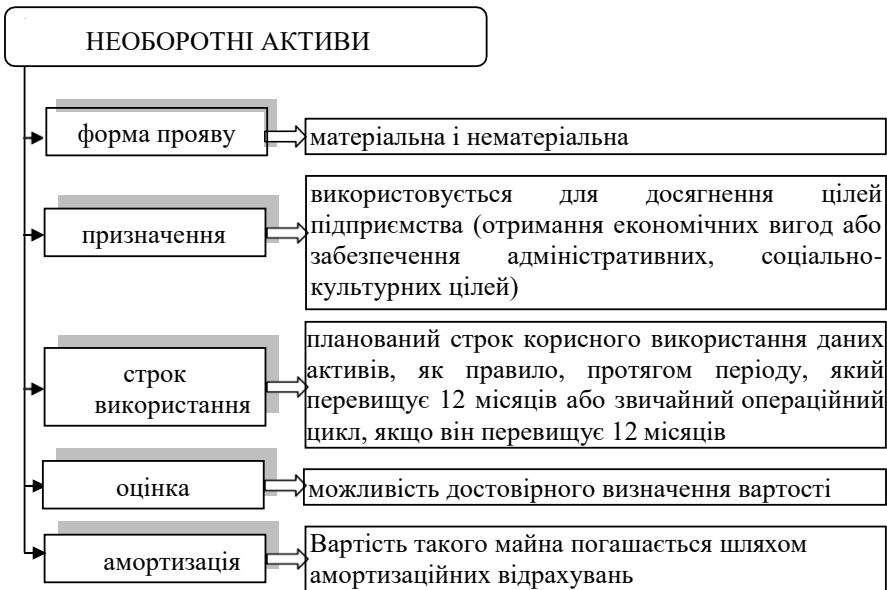 НЕОБОРОТНІ АКТИВИ
форма прояву
матеріальна і нематеріальна
призначення
використовується для досягнення цілей
підприємства (отримання економічних вигод або
забезпечення адміністративних, соціально-
культурних цілей)
строк
використання
планований строк корисного використання даних
активів, як правило, протягом періоду, який
перевищує 12 місяців або звичайний операційний
цикл, якщо він перевищує 12 місяців
оцінка
можливість достовірного визначення вартості
амортизація
Вартість такого майна погашається шляхом
амортизаційних відрахувань